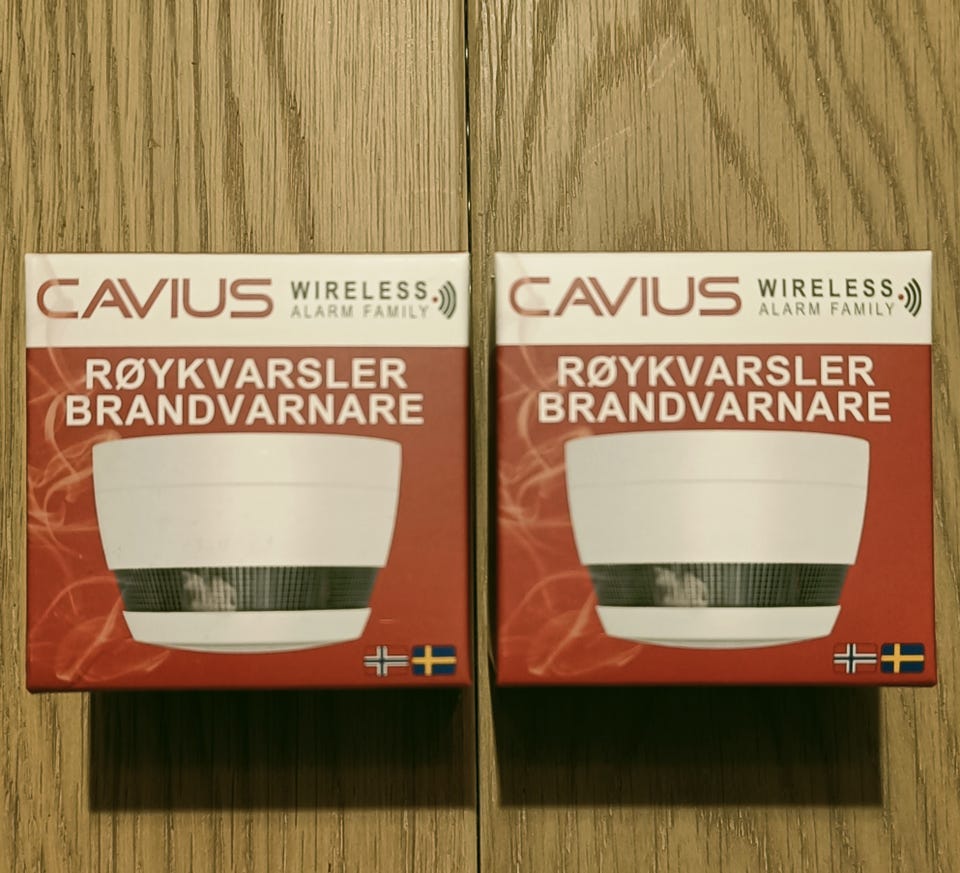 CAVIUS WIRELESS
ALARM FAMILY
RØYKVARSLER
BRANDVARNARE
CAVIUS WIRELESS
ALARM FAMILY
RØYKVARSLER
BRANDVARNARE